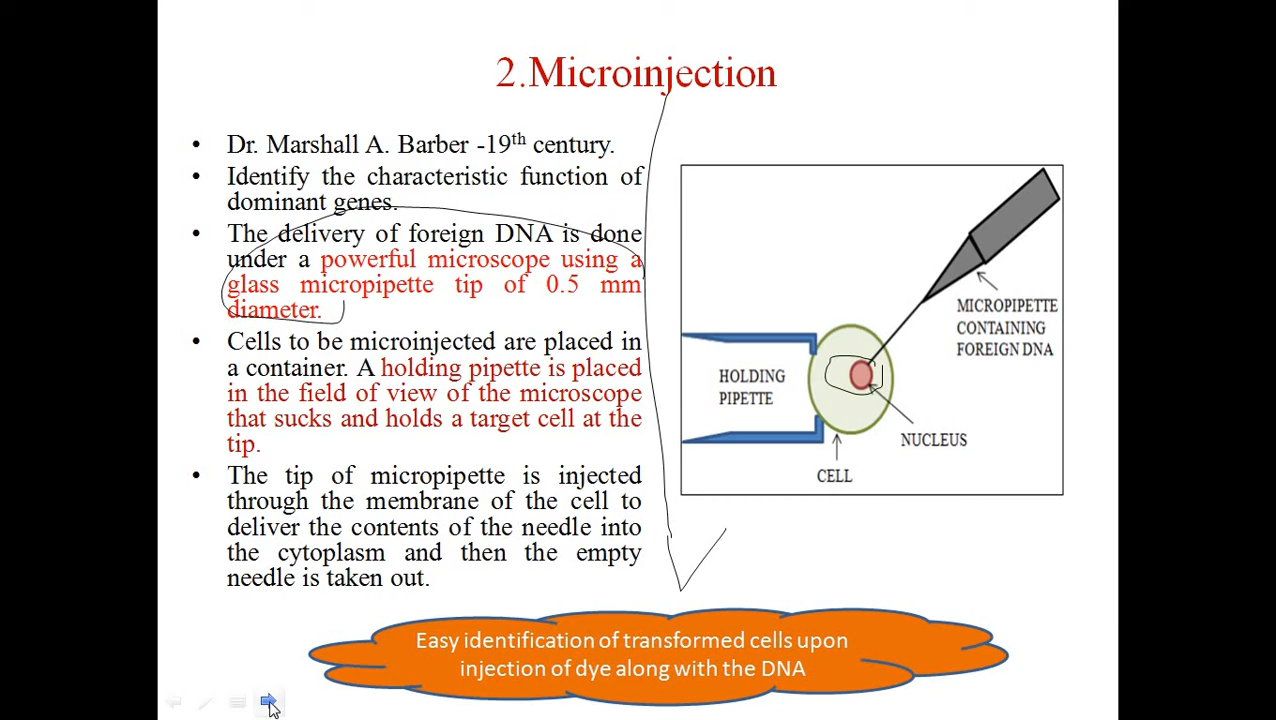 2.Microinjection
• Dr. Marshall A. Barber -19th century.
• Identify the characteristic function of
dominant genes.
• The delivery of foreign DNA is done
under a powerful microscope using a
glass micropipette tip of 0.5 mm
diameter.
• Cells to be microinjected are placed in
a container. A holding pipette is placed
in the field of view of the microscope
that sucks and holds a target cell at the
tip.
• The tip of micropipette is injected
through the membrane of the cell to
deliver the contents of the needle into
the cytoplasm and then the empty
needle is taken out.
MICROPIPETTE
CONTAINING
FOREIGN DNA
HOLDING
PIPETTE
NUCLEUS
CELL
Easy identification of transformed cells upon
injection of dye along with the DNA